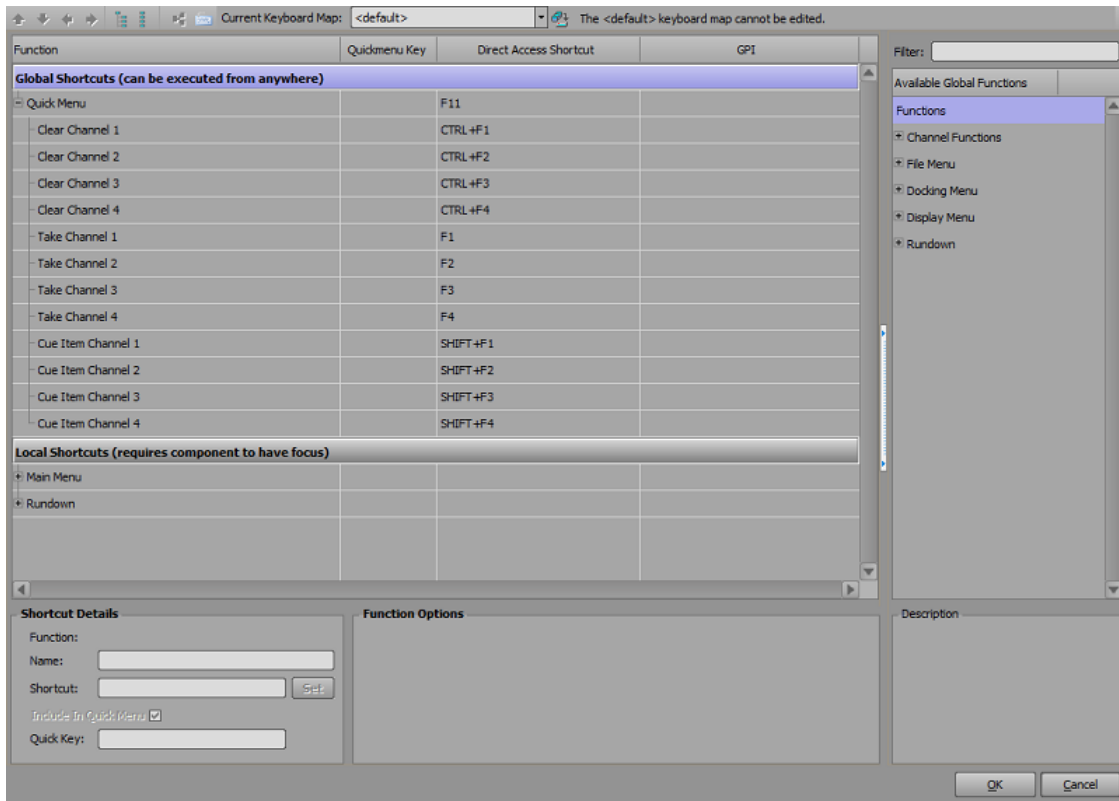 Current Keyboard Map: <default> The <default> keyboard map cannot be edited.
Function Quickmenu Key Direct Access Shortcut GPI
Global Shortcuts (can be executed from anywhere)
Quick Menu F11
Clear Channel 1 CTRL+F1
Clear Channel 2 CTRL+F2
Clear Channel 3 CTRL+F3
Clear Channel 4 CTRL+F4
Take Channel 1 F1
Take Channel 2 F2
Take Channel 3 F3
Take Channel 4 F4
Cue Item Channel 1 SHIFT+F1
Cue Item Channel 2 SHIFT+F2
Cue Item Channel 3 SHIFT+F3
Cue Item Channel 4 SHIFT+F4
Local Shortcuts (requires component to have focus)
Main Menu
Rundown
Filter:
Available Global Functions
Functions
Channel Functions
File Menu
Docking Menu
Display Menu
Rundown
Shortcut Details
Function:
Name:
Shortcut: Set
Include In Quick Menu
Quick Key:
Function Options
Description
OK Cancel